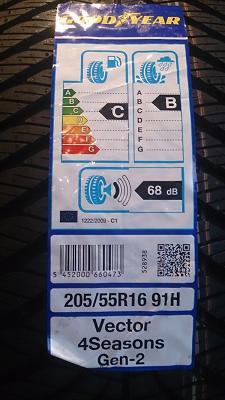 GOODYEAR
A
B
C
E
F
G
C
A
B
C
D
E
F
G
B
68 dB
1222/2009 - C1
5 452000 660473
528938
205/55R16 91H
Vector
4Seasons
Gen-2